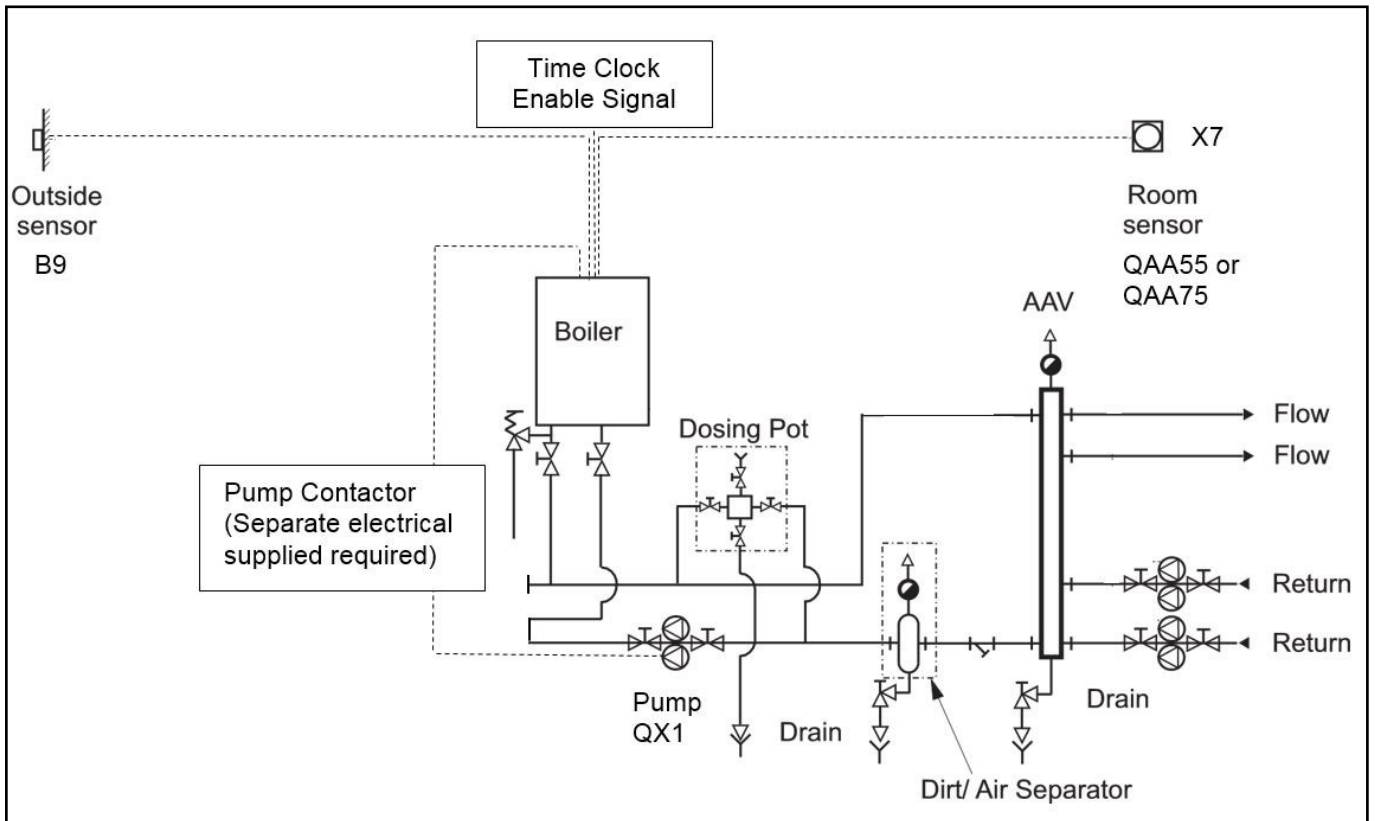 Time Clock
Enable Signal
X7
Outside
sensor
B9
Room
sensor
QAA55 or
QAA75
AAV
Boiler
Flow
Dosing Pot
Flow
Pump Contactor
(Separate electrical
supplied required)
Return
Return
Pump
QX1
Drain
Drain
Dirt/ Air Separator